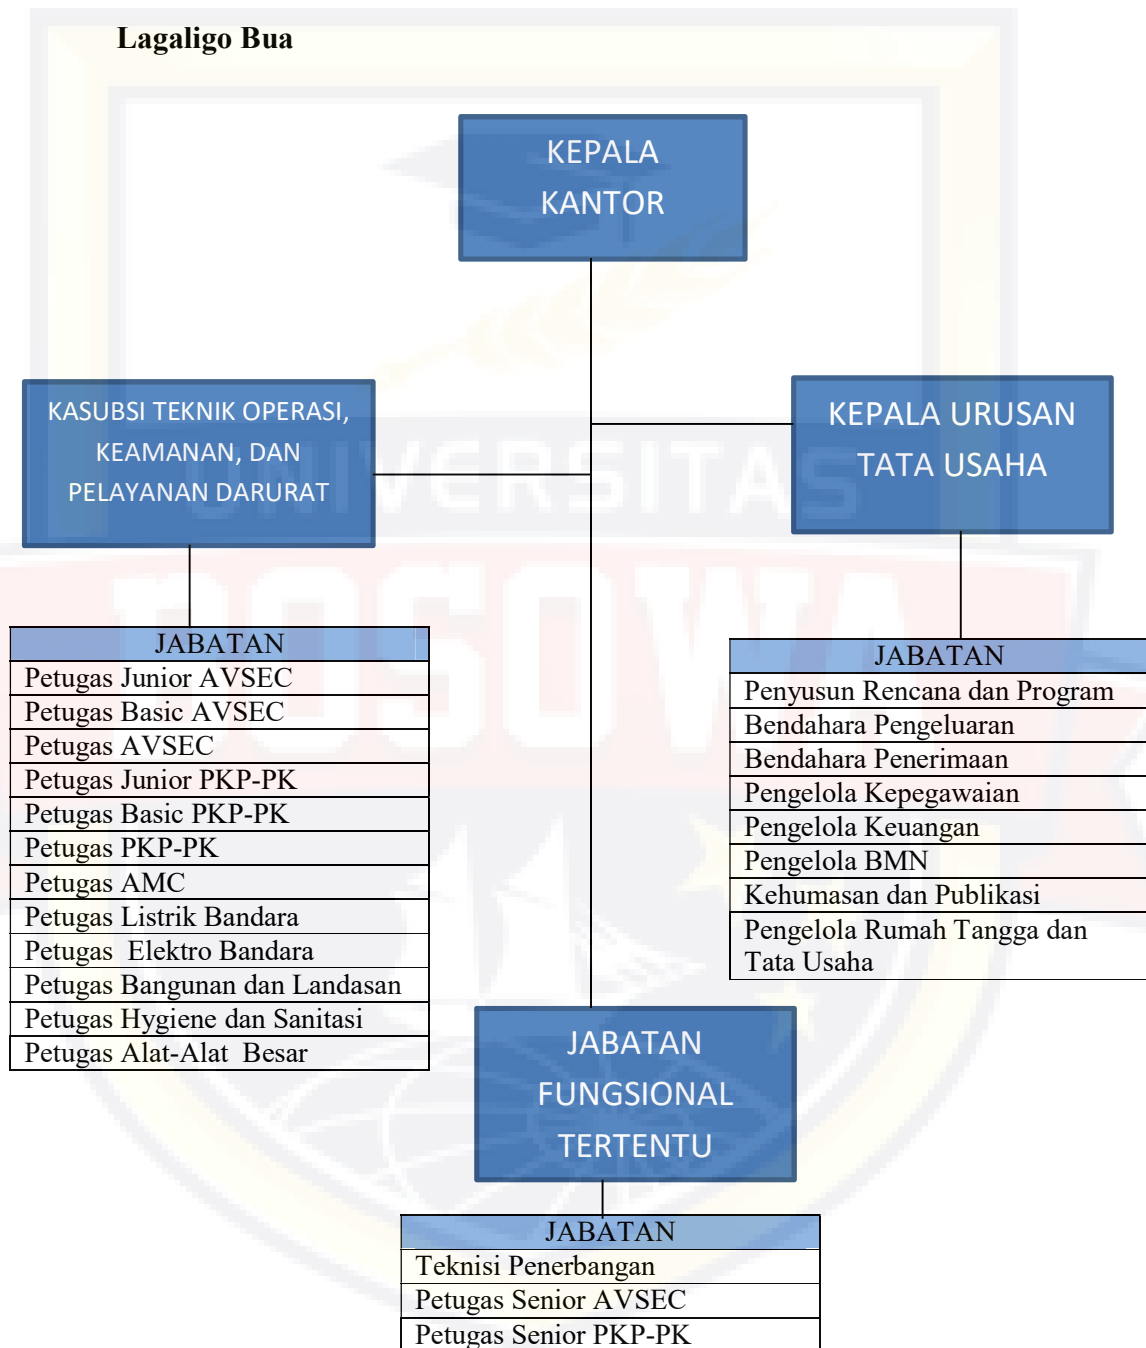 Lagaligo Bua
KEPALA
KANTOR
KASUBSI TEKNIK OPERASI,
KEAMANAN, DAN
PELAYANAN DARURAT
KEPALA URUSAN
TATA USAHA
UNIVERSITAS
BOSOWA
JABATAN
Petugas Junior AVSEC
Petugas Basic AVSEC
Petugas AVSEC
Petugas Junior PKP-PK
Petugas Basic PKP-PK
Petugas PKP-PK
Petugas AMC
Petugas Listrik Bandara
Petugas  Elektro Bandara
Petugas Bangunan dan Landasan
Petugas Hygiene dan Sanitasi
Petugas Alat-Alat  Besar
JABATAN
Penyusun Rencana dan Program
Bendahara Pengeluaran
Bendahara Penerimaan
Pengelola Kepegawaian
Pengelola Keuangan
Pengelola BMN
Kehumasan dan Publikasi
Pengelola Rumah Tangga dan
Tata Usaha
JABATAN
FUNGSIONAL
TERTENTU
JABATAN
Teknisi Penerbangan
Petugas Senior AVSEC
Petugas Senior PKP-PK